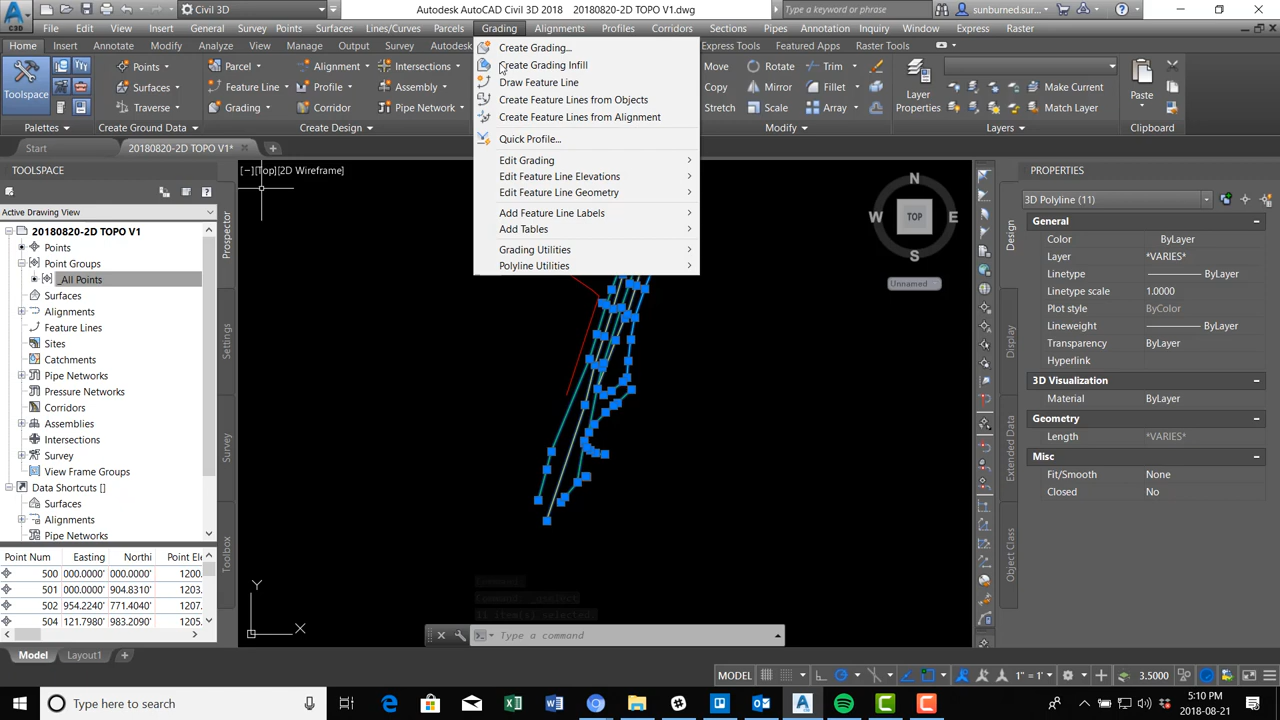 Civil 3D
Autodesk AutoCAD Civil 3D 2018 20180820-2D TOPO V1.dwg
Type a keyword or phrase
sunburned.sur...
C3D
File Edit View Insert General Survey Points Surfaces Lines/Curves Parcels Grading Alignments Profiles Corridors Sections Pipes Annotation Inquiry Window Help
Home Insert Annotate Modify Analyze View Manage Output Survey Autodesk Express Tools Featured Apps Raster Tools
Toolspace
Points
Surfaces
Traverse
Parcel
Feature Line
Grading
Alignment
Profile
Corridor
Intersections
Assembly
Pipe Network
Move
Mirror
Stretch
Trim
Fillet
Array
Layer
Properties
Make Current
Match Layer
Paste
Palettes
Create Ground Data
Create Design
Modify
Layers
Clipboard
Start
20180820-2D TOPO V1*
Create Grading...
Create Grading Infill
Draw Feature Line
Create Feature Lines from Objects
Create Feature Lines from Alignment
Quick Profile...
Edit Grading
Edit Feature Line Elevations
Edit Feature Line Geometry
Add Feature Line Labels
Add Tables
Grading Utilities
Polyline Utilities
TOOLSPACE
Active Drawing View
20180820-2D TOPO V1
Points
Point Groups
_All Points
Surfaces
Alignments
Feature Lines
Sites
Catchments
Pipe Networks
Pressure Networks
Corridors
Assemblies
Intersections
Survey
View Frame Groups
Data Shortcuts []
Surfaces
Alignments
Pipe Networks
Prospector
Settings
Survey
Toolbox
Point Num Easting Northi Point Ele
500 000.0000' 000.0000' 1200.
501 000.0000' 904.8310' 1203.
502 954.2240' 771.4040' 1207.
504 121.7980' 983.2090' 1205.
[−][Top][2D Wireframe]
N
W TOP E
S
Unnamed
Y
X
Command:
11 item(s) selected
Type a command
PROPERTIES
3D Polyline (11)
General
Color ByLayer
Layer *VARIES*
Linetype ByLayer
Linetype scale 1.0000
Plot style ByColor
Lineweight ByLayer
Transparency ByLayer
Hyperlink
3D Visualization
Material ByLayer
Geometry
Length *VARIES*
Misc
Fit/Smooth None
Closed No
Design
Display
Extended Data
Object Class
Model Layout1
MODEL 1" = 1' 3.5000
Type here to search
5:10 PM
2018-08-21